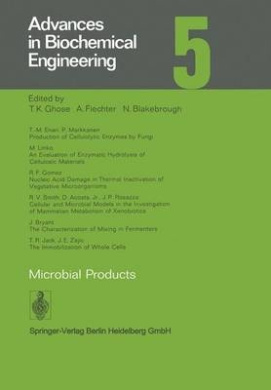 Advances
in Biochemical
Engineering
5
Edited by
T.K. Ghose A. Fiechter N. Blakebrough
T.-M. Enari, P. Markkanen
Production of Cellulolytic Enzymes by Fungi
M. Linko
An Evaluation of Enzymatic Hydrolysis of
Cellulosic Materials
R.F. Gomez
Nucleic Acid Damage in Thermal Inactivation of
Vegetative Microorganisms
R.V. Smith, D. Acosta, Jr., J.P. Rosazza
Cellular and Microbial Models in the Investigation
of Mammalian Metabolism of Xenobiotics
J. Bryant
The Characterization of Mixing in Fermenters
T.R. Jack, J.E. Zajic
The Immobilization of Whole Cells
Microbial Products
Springer-Verlag Berlin Heidelberg GmbH